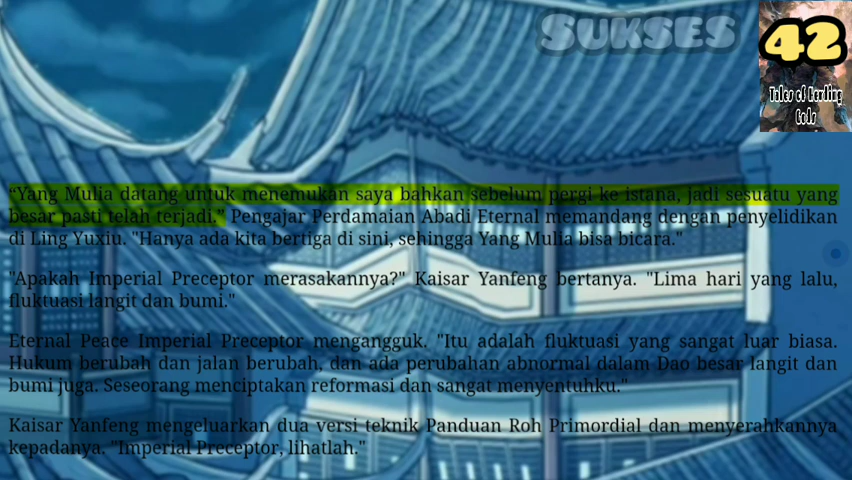 SUKSES
42
Tales of Herding
Gods
“Yang Mulia datang untuk menemukan saya bahkan sebelum pergi ke istana, jadi sesuatu yang
besar pasti telah terjadi.” Pengajar Perdamaian Abadi Eternal memandang dengan penyelidikan
di Ling Yuxiu. "Hanya ada kita bertiga di sini, sehingga Yang Mulia bisa bicara."
"Apakah Imperial Preceptor merasakannya?" Kaisar Yanfeng bertanya. "Lima hari yang lalu,
fluktuasi langit dan bumi."
Eternal Peace Imperial Preceptor mengangguk. "Itu adalah fluktuasi yang sangat luar biasa.
Hukum berubah dan jalan berubah, dan ada perubahan abnormal dalam Dao besar langit dan
bumi juga. Seseorang menciptakan reformasi dan sangat menyentuhku."
Kaisar Yanfeng mengeluarkan dua versi teknik Panduan Roh Primordial dan menyerahkannya
kepadanya. "Imperial Preceptor, lihatlah."